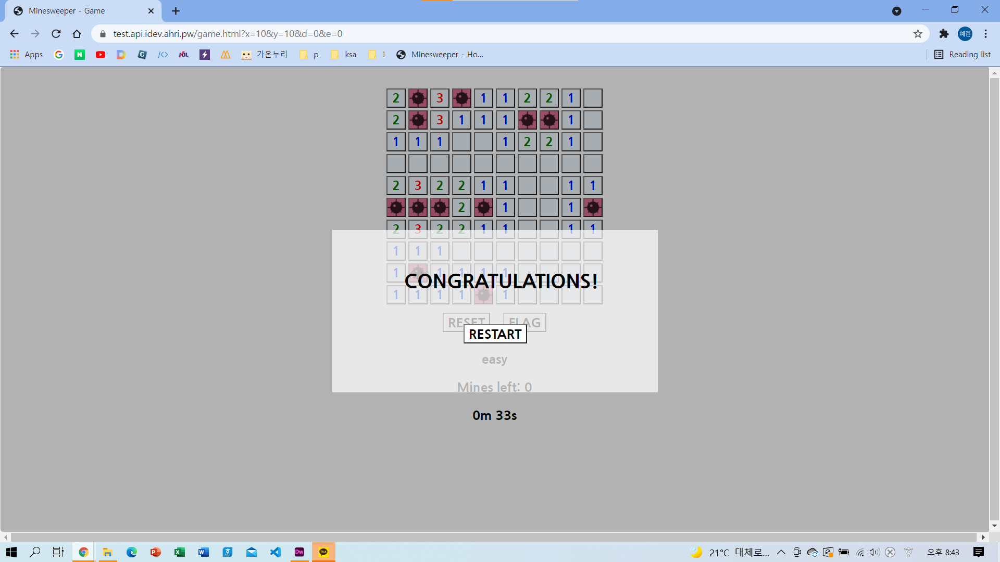 Minesweeper - Game
test.api.idev.ahri.pw/game.html?x=10&y=10&d=0&e=0
예린
Apps
가온누리
p
ksa
!
Minesweeper - Ho...
Reading list
2 3 1 1 2 2 1
2 3 1 1 1 1
1 1 1 1 2 2 1
2 3 2 2 1 1 1 1
2 1 1
2 3 2 2 1 1 1 1
1 1 1
1 1 1 1 1
CONGRATULATIONS!
1 1 1 1 1
RESET FLAG
RESTART
easy
Mines left: 0
0m 33s
21°C 대체로...
오후 8:43